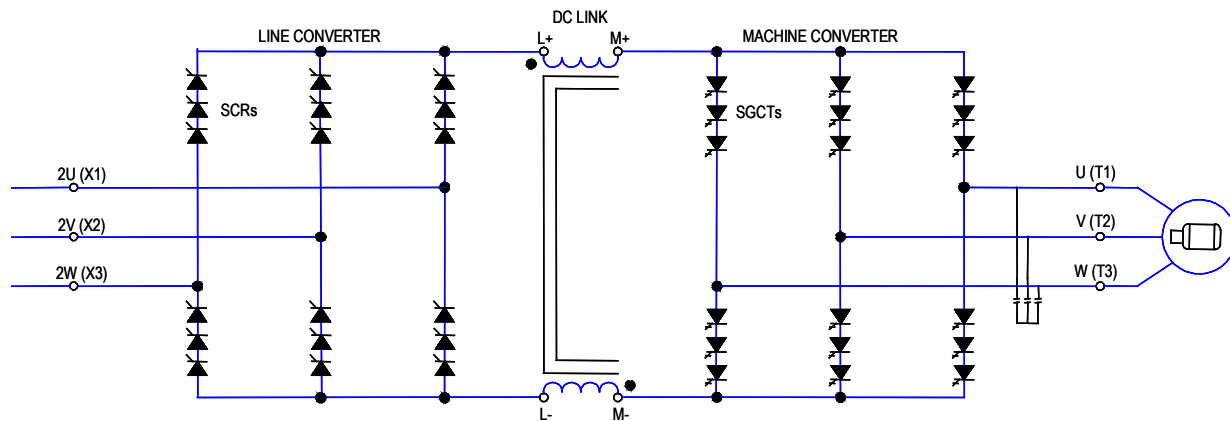 DC LINK
LINE CONVERTER
L+
M+
MACHINE CONVERTER
SCRs
SGCTs
2U (X1)
U (T1)
2V (X2)
V (T2)
2W (X3)
W (T3)
L-
M-